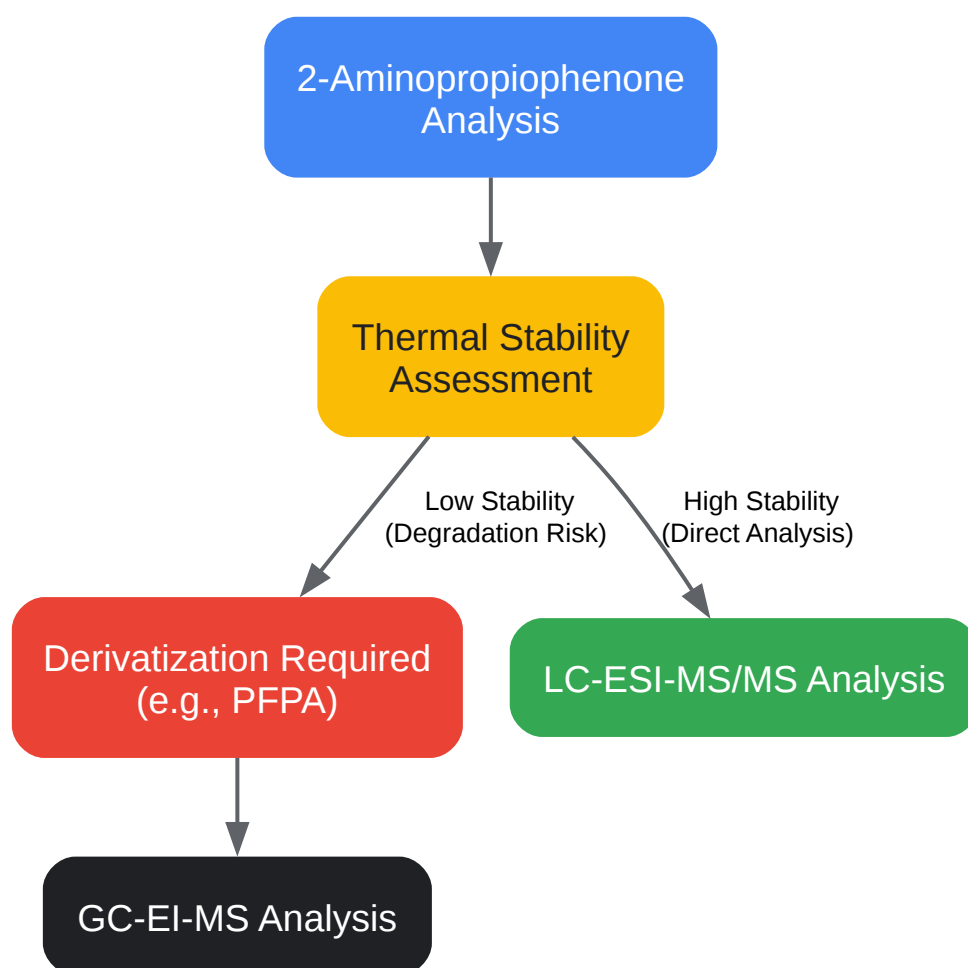 2-Aminopropiophenone
Analysis
Thermal Stability
Assessment
Low Stability
(Degradation Risk)
High Stability
(Direct Analysis)
Derivatization Required
(e.g., PFPA)
LC-ESI-MS/MS Analysis
GC-EI-MS Analysis